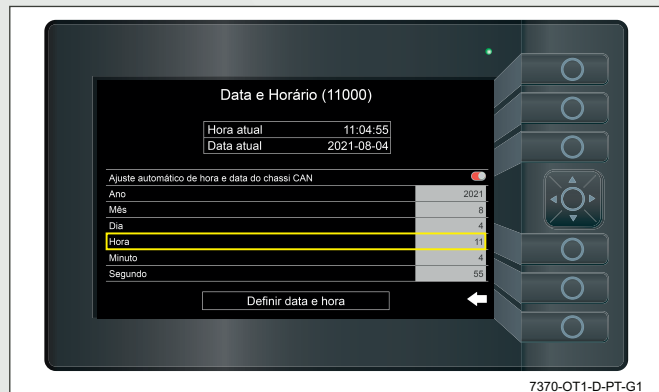 Data e Horário (11000)
Hora atual 11:04:55
Data atual 2021-08-04
Ajuste automático de hora e data do chassi CAN
Ano 2021
Mês 8
Dia 4
Hora 11
Minuto 4
Segundo 55
Definir data e hora
7370-OT1-D-PT-G1